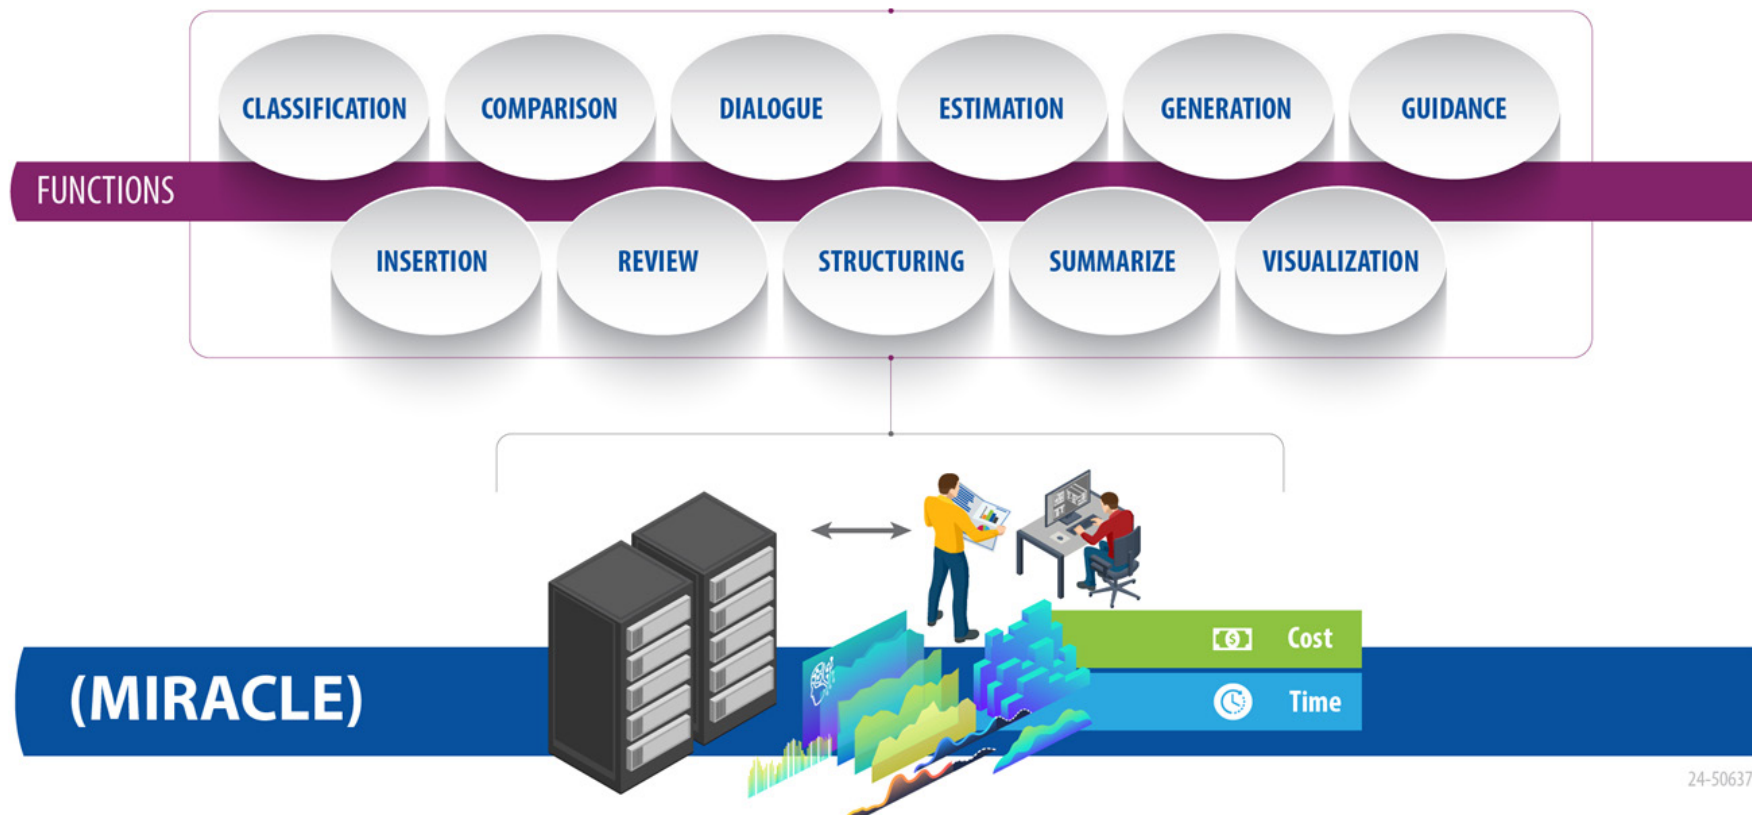 CLASSIFICATION COMPARISON DIALOGUE ESTIMATION GENERATION GUIDANCE
FUNCTIONS
INSERTION REVIEW STRUCTURING SUMMARIZE VISUALIZATION
Cost
(MIRACLE)
Time
24-50637